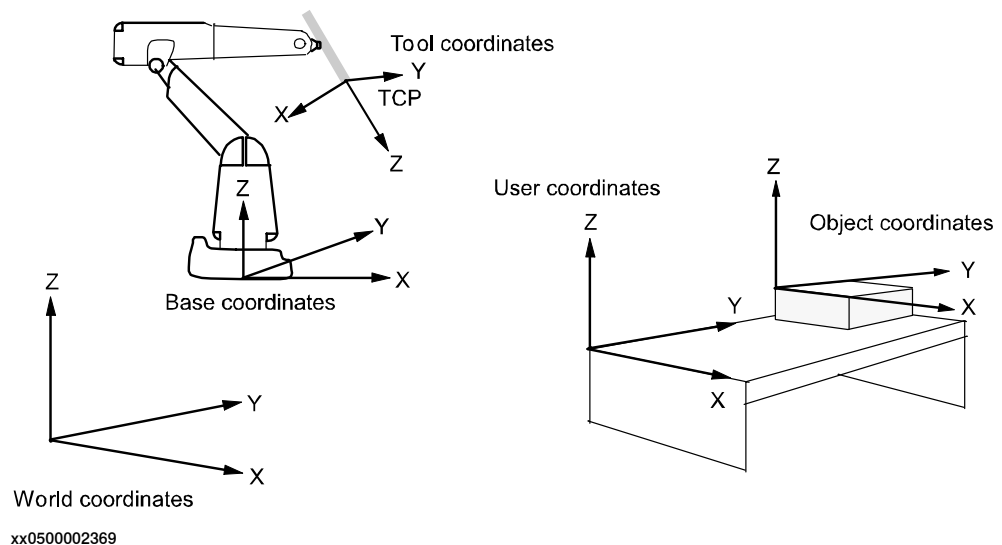 Tool coordinates
Y
TCP
X
Z
Z
Y
X
Base coordinates
User coordinates
Z
Y
X
Z
Object coordinates
Y
X
Z
Y
X
World coordinates
xx0500002369